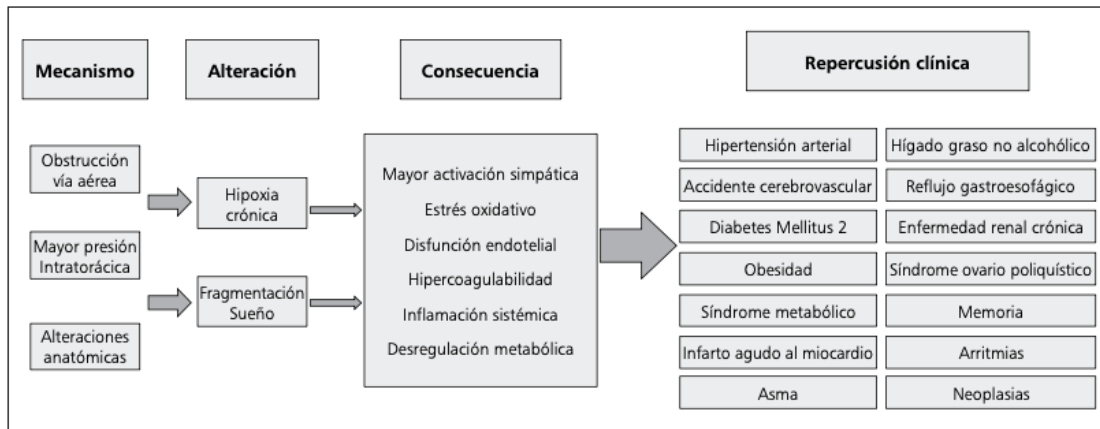 Mecanismo
Alteración
Consecuencia
Repercusión clínica
Obstrucción
vía aérea
Mayor presión
Intratorácica
Alteraciones
anatómicas
Hipoxia
crónica
Fragmentación
Sueño
Mayor activación simpática
Estrés oxidativo
Disfunción endotelial
Hipercoagulabilidad
Inflamación sistémica
Desregulación metabólica
Hipertensión arterial
Hígado graso no alcohólico
Accidente cerebrovascular
Reflujo gastroesofágico
Diabetes Mellitus 2
Enfermedad renal crónica
Obesidad
Síndrome ovario poliquístico
Síndrome metabólico
Memoria
Infarto agudo al miocardio
Arritmias
Asma
Neoplasias